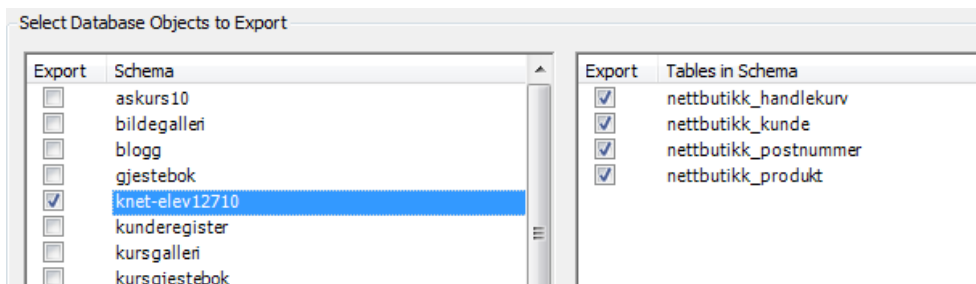 Select Database Objects to Export
Export Schema
askurs10
bildegalleri
blogg
gjestebok
knet-elev12710
kunderegister
kursgalleri
kursgjestebok
Export Tables in Schema
nettbutikk_handlekurv
nettbutikk_kunde
nettbutikk_postnummer
nettbutikk_produkt